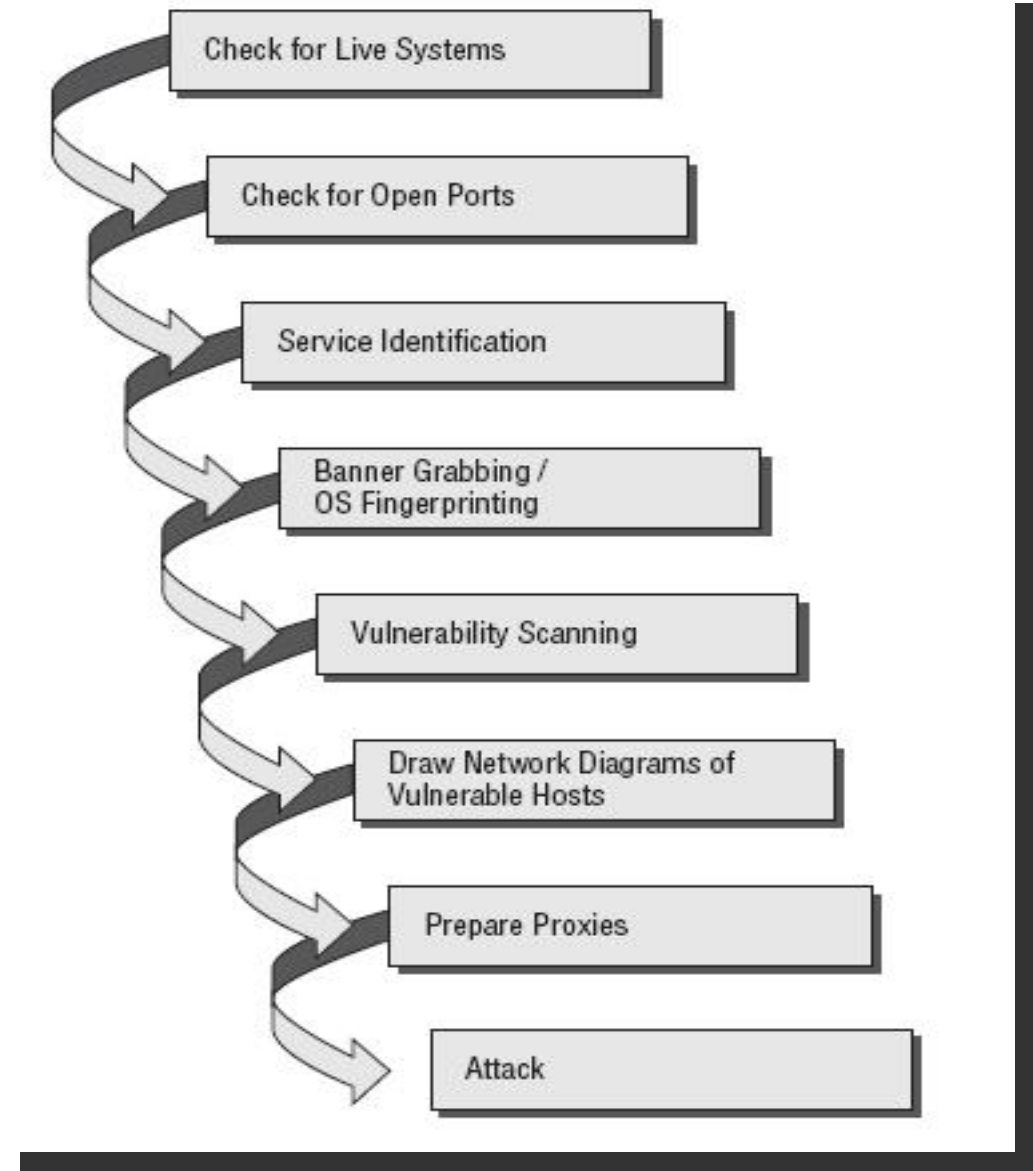 Check for Live Systems
Check for Open Ports
Service Identification
Banner Grabbing /
OS Fingerprinting
Vulnerability Scanning
Draw Network Diagrams of
Vulnerable Hosts
Prepare Proxies
Attack